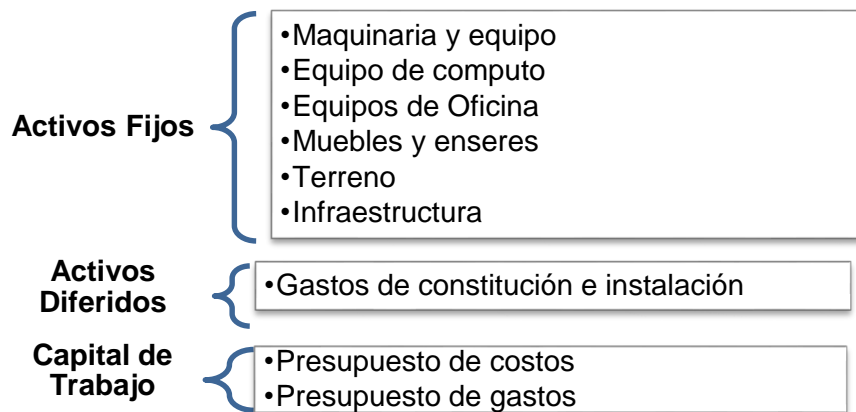 Activos Fijos
•Maquinaria y equipo
•Equipo de computo
•Equipos de Oficina
•Muebles y enseres
•Terreno
•Infraestructura
Activos
Diferidos
•Gastos de constitución e instalación
Capital de
Trabajo
•Presupuesto de costos
•Presupuesto de gastos